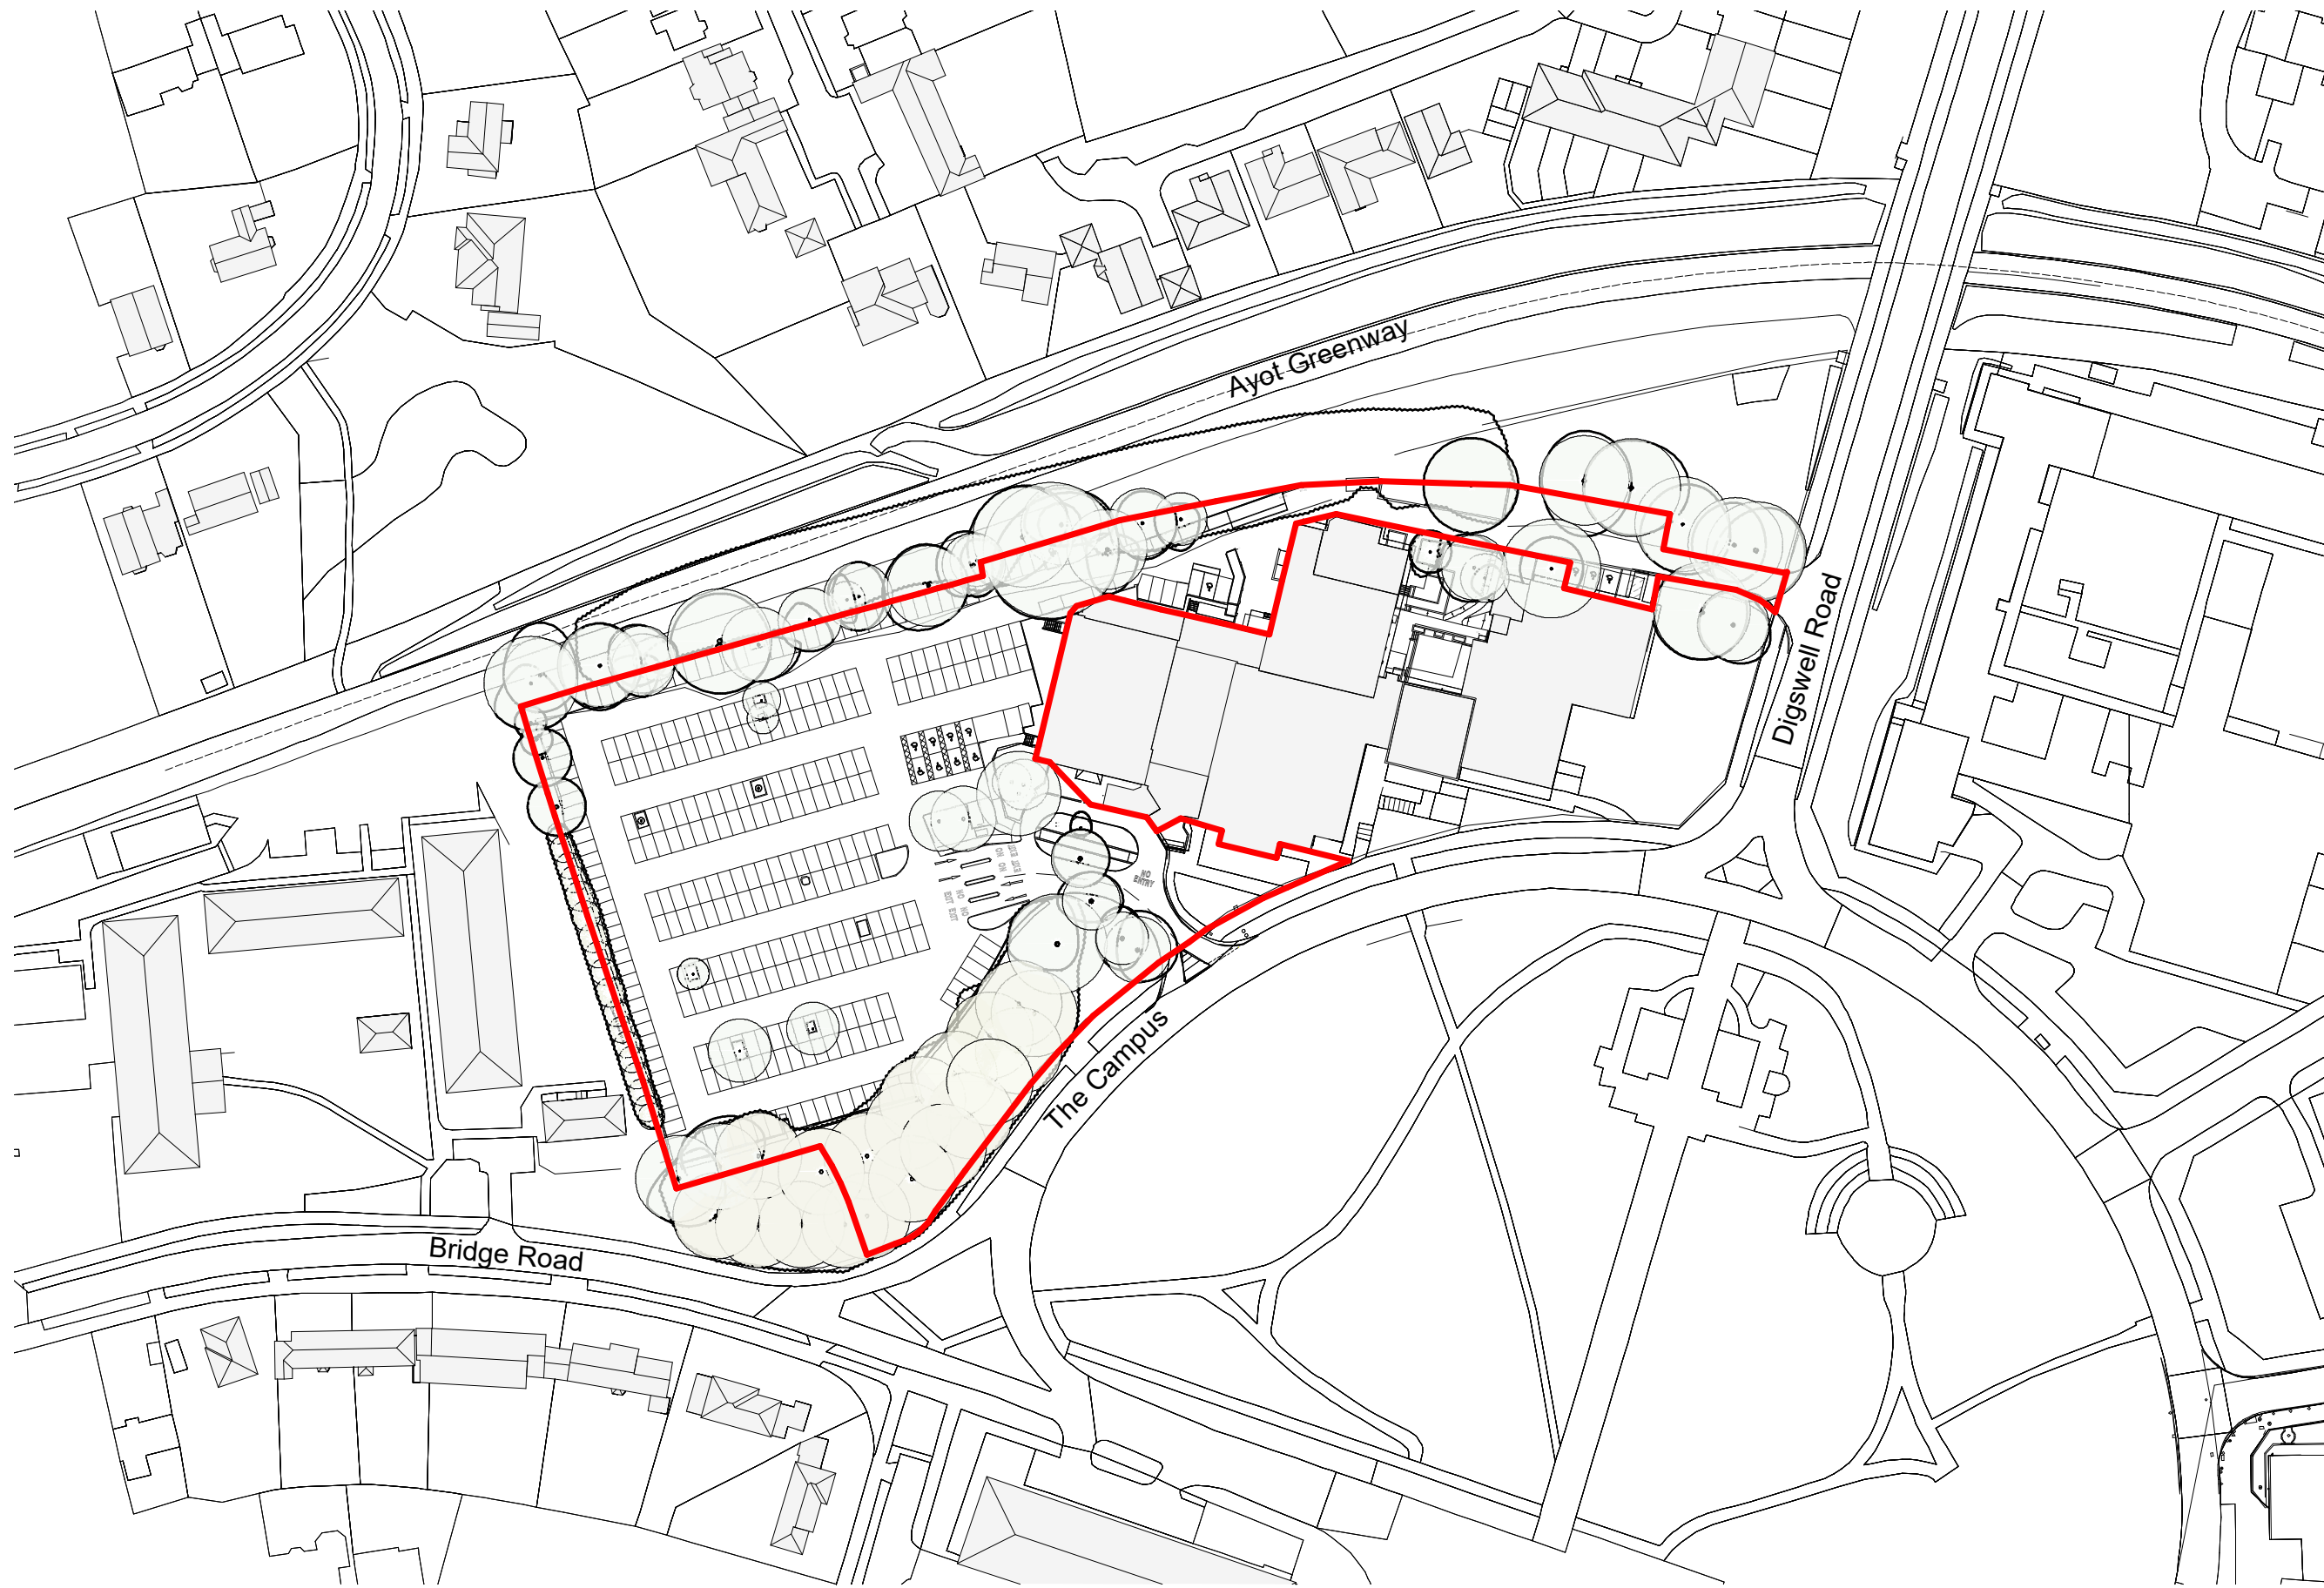 Ayot Greenway
Digswell Road
NO
ENTRY
The Campus
Bridge Road